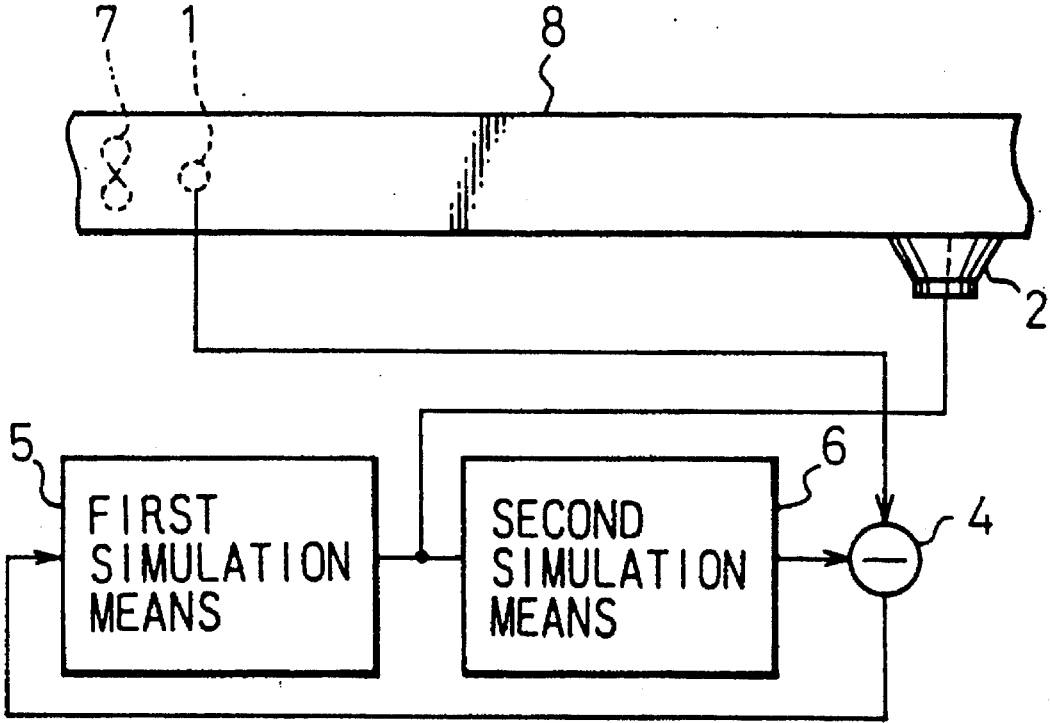 7 1 8
2
5 6
FIRST
SIMULATION
MEANS
SECOND
SIMULATION
MEANS
4